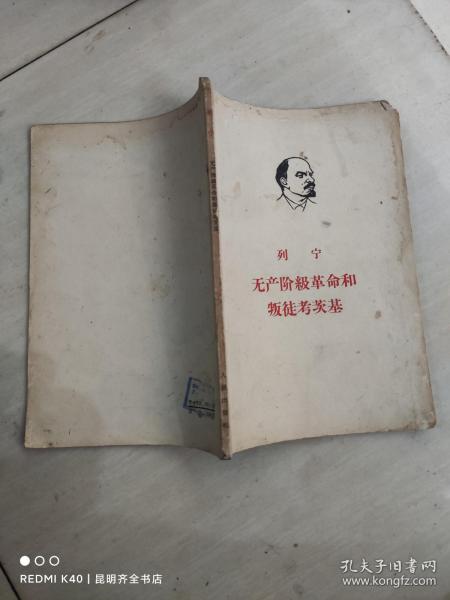 列 宁
无产阶級革命和
叛徒考茨基
REDMI K40 | 昆明齐全书店
孔夫子旧书网
www.kongfz.com